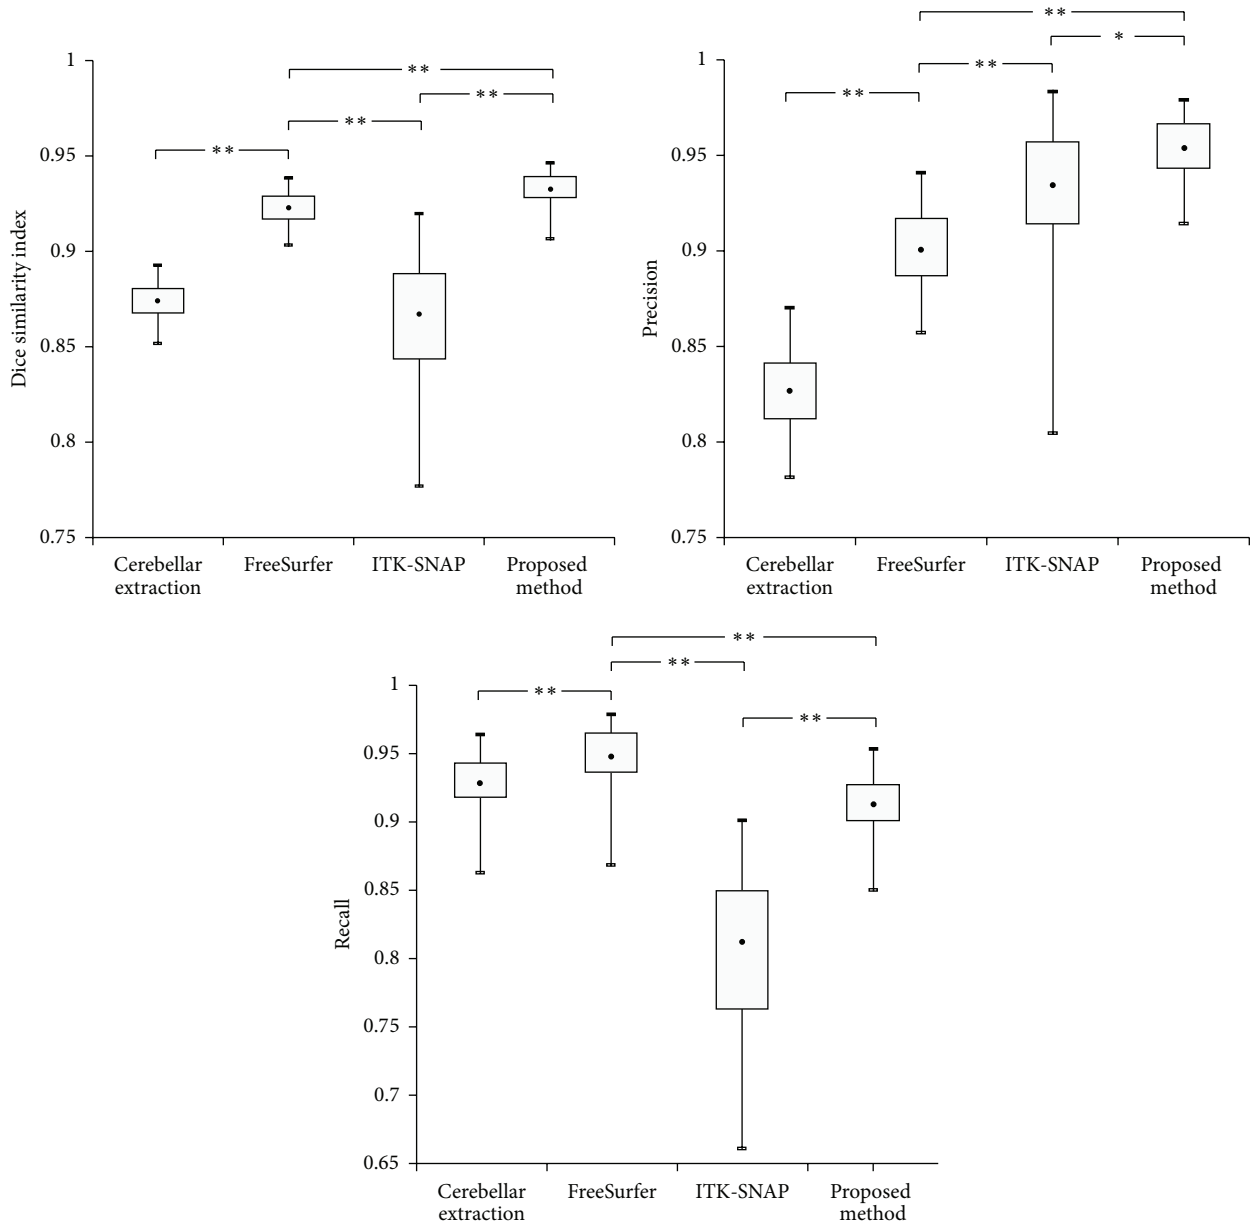 **
*
**
**
**
**
**
**
1
0.95
0.9
0.85
0.8
0.75
Dice similarity index
Cerebellar
extraction
FreeSurfer
ITK-SNAP
Proposed
method
1
0.95
0.9
0.85
0.8
0.75
Precision
Cerebellar
extraction
FreeSurfer
ITK-SNAP
Proposed
method
**
**
**
**
1
0.95
0.9
0.85
0.8
0.75
0.7
0.65
Recall
Cerebellar
extraction
FreeSurfer
ITK-SNAP
Proposed
method